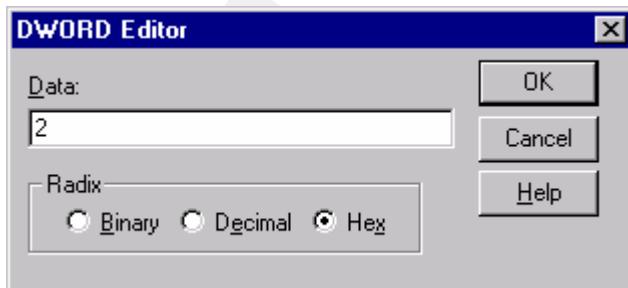 DWORD Editor
Data:
2
OK
Cancel
Help
Radix
Binary Decimal Hex